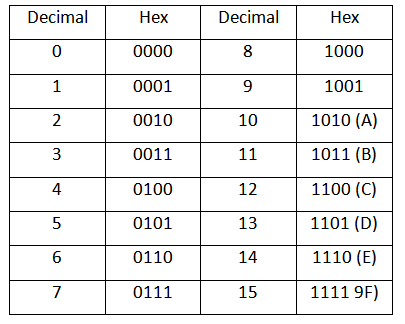 Decimal Hex Decimal Hex
0 0000 8 1000
1 0001 9 1001
2 0010 10 1010 (A)
3 0011 11 1011 (B)
4 0100 12 1100 (C)
5 0101 13 1101 (D)
6 0110 14 1110 (E)
7 0111 15 1111 9F)